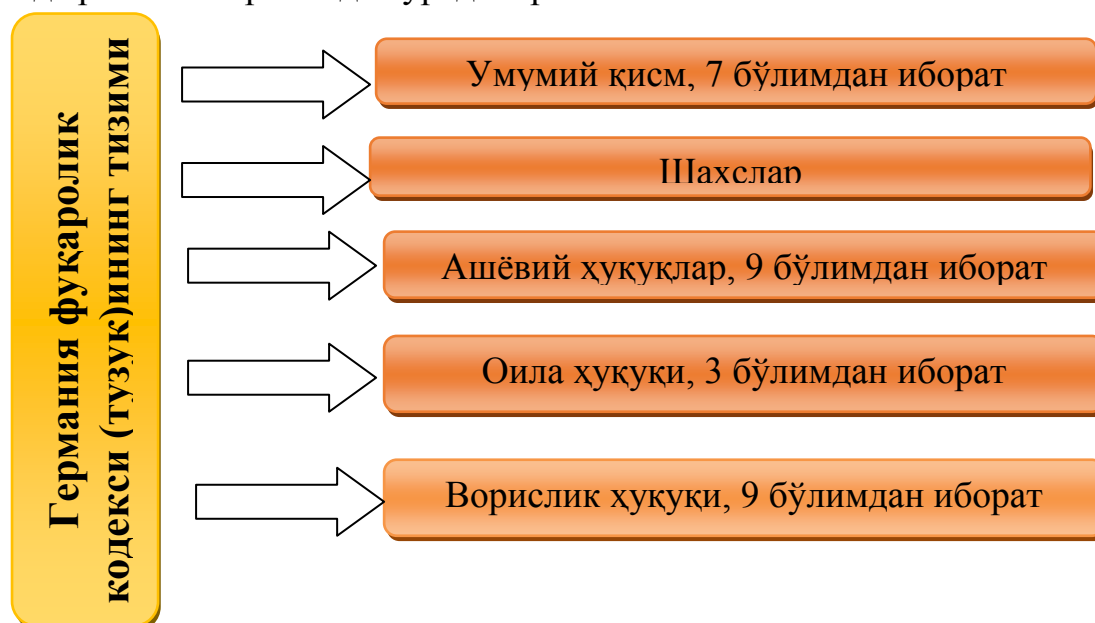 Германия фуқаролик
кодекси (тузук)ининг тизими
Умумий қисм, 7 бўлимдан иборат
Шахслар
Ашёвий ҳуқуқлар, 9 бўлимдан иборат
Оила ҳуқуқи, 3 бўлимдан иборат
Ворислик ҳуқуқи, 9 бўлимдан иборат